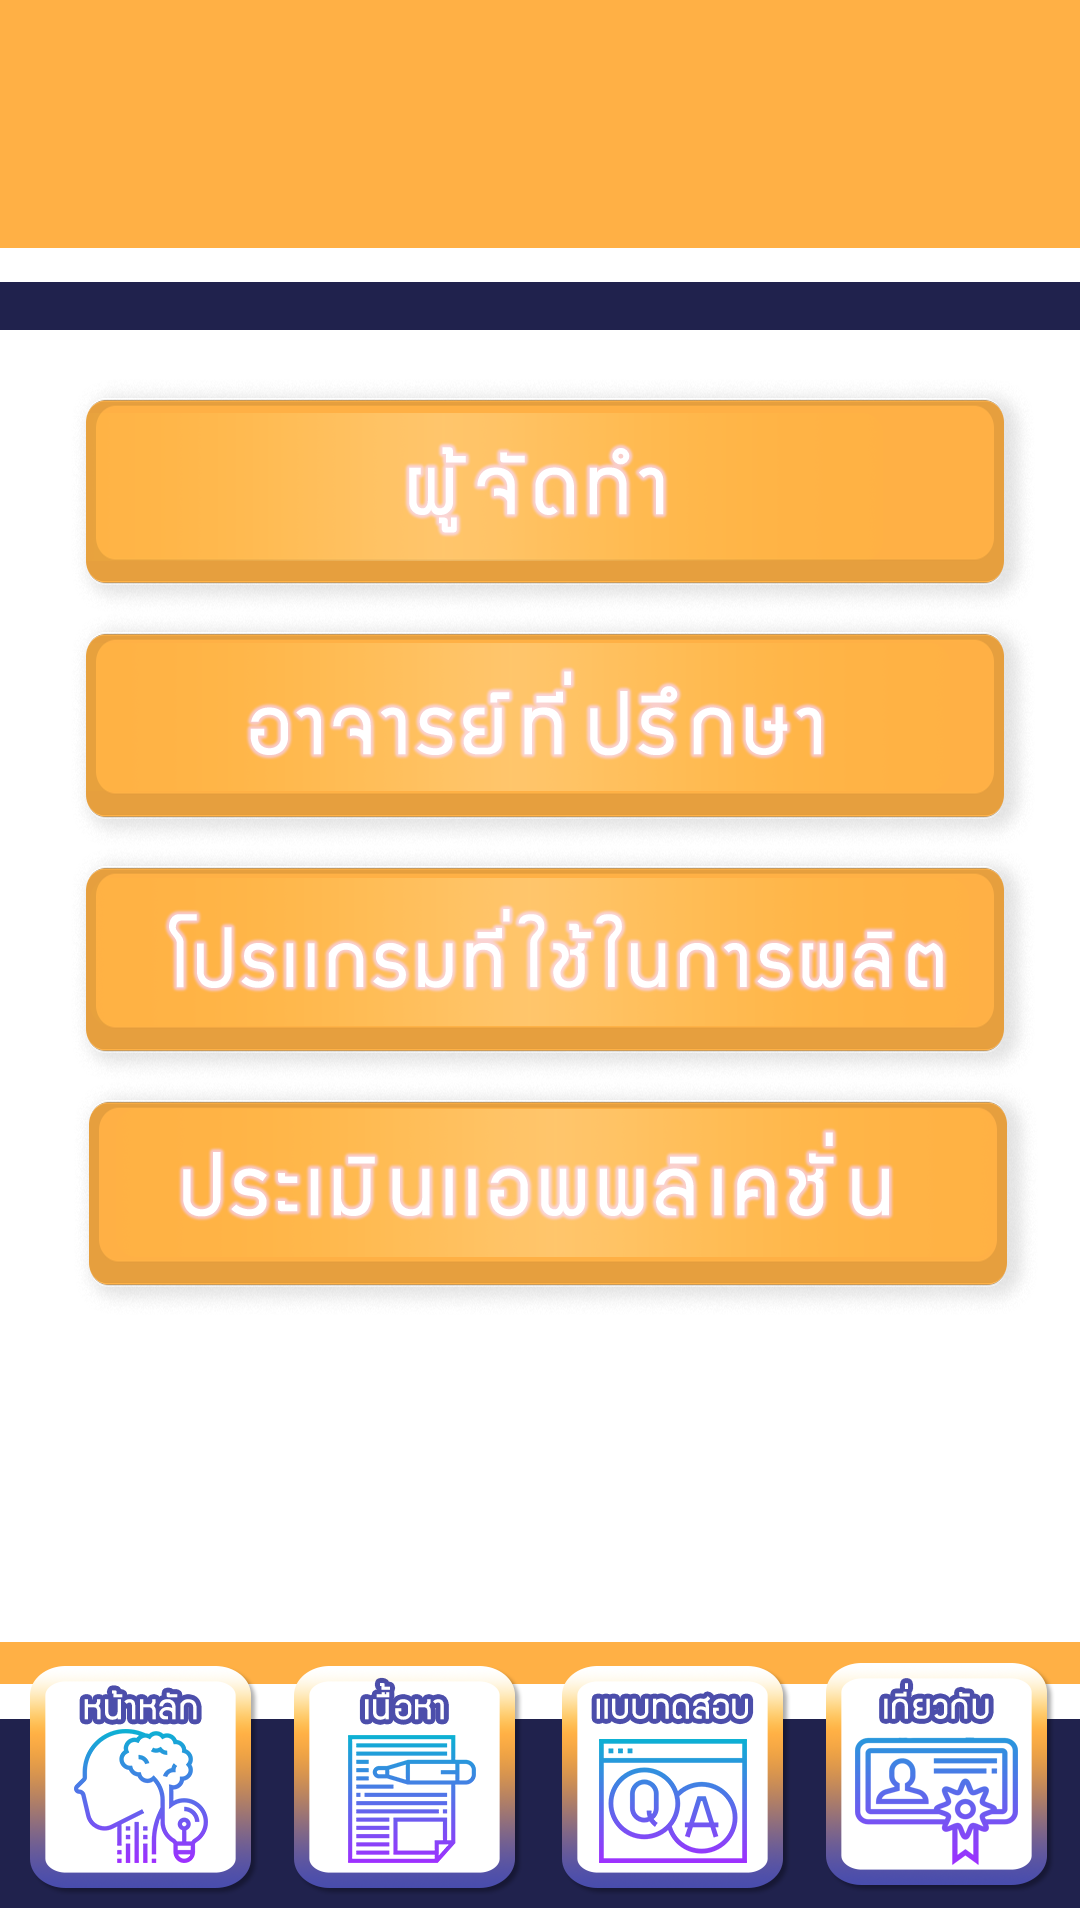 ผู้จัดทำ
อาจารย์ที่ปรึกษา
โปรแกรมที่ใช้ในการผลิต
ประเมินแอพพลิเคชั่น
หน้าหลัก
เนื้อหา
แบบทดสอบ
เกี่ยวกับ
Q A